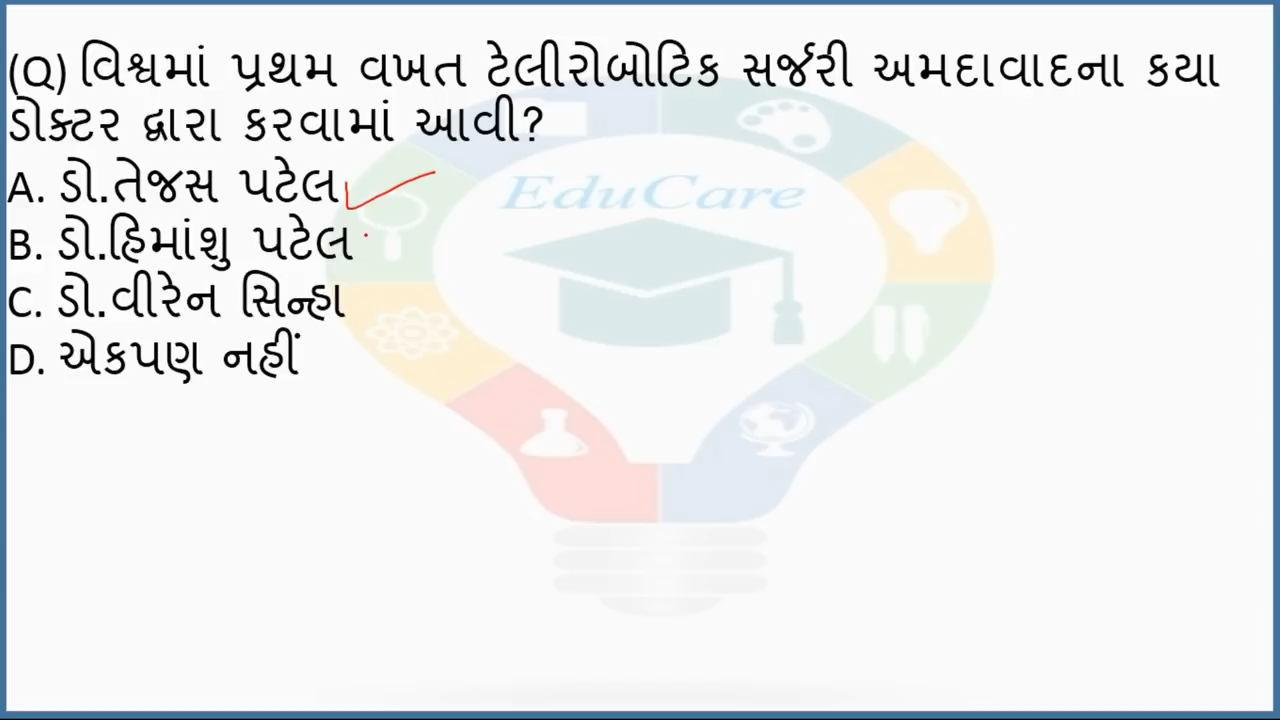 (Q) વિશ્વમાં પ્રથમ વખત ટેલીરોબોટિક સર્જરી અમદાવાદના કયા
ડોક્ટર દ્વારા કરવામાં આવી?
A. ડો.તેજસ પટેલ
EduCare
B. ડો.હિમાંશુ પટેલ
C. ડો.વીરેન સિન્હા
D. એકપણ નહીં